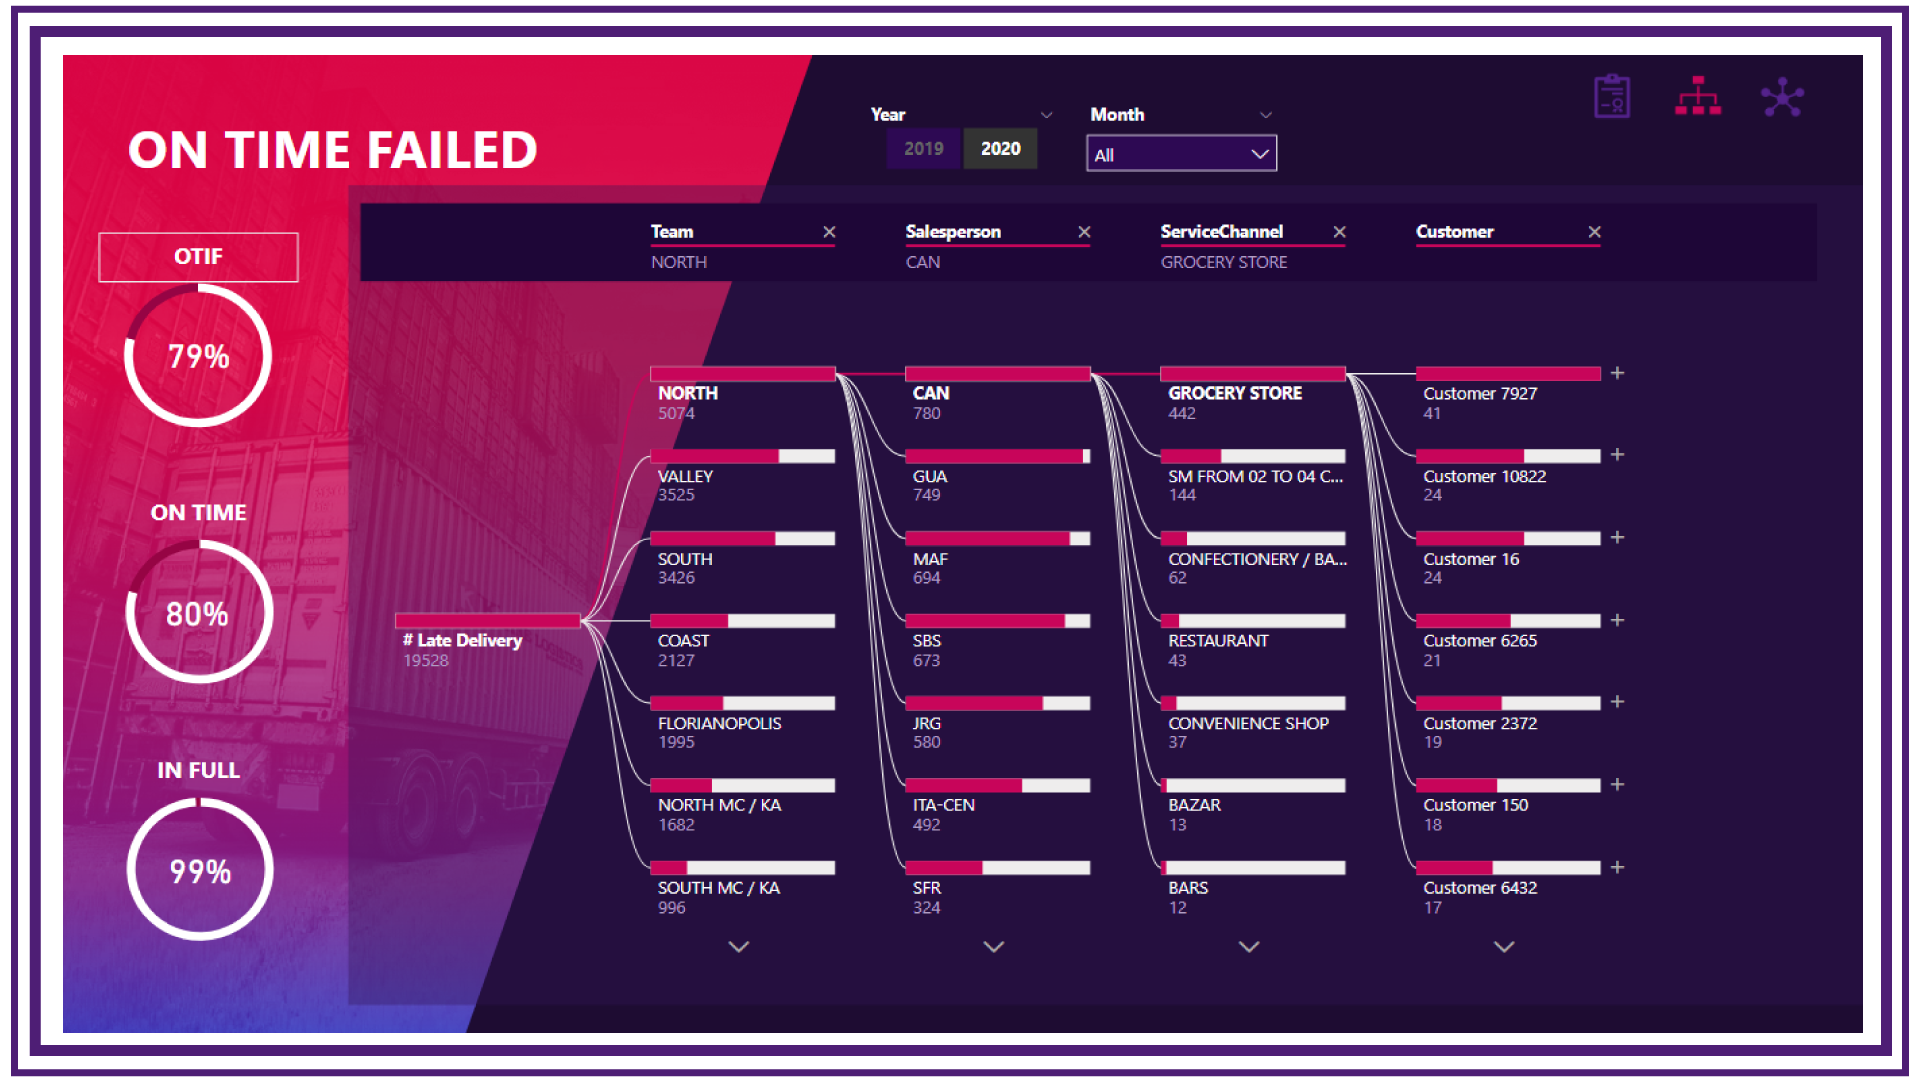 ON TIME FAILED
Year
2019 2020
Month
All
OTIF
79%
ON TIME
80%
IN FULL
99%
Team Salesperson ServiceChannel Customer
NORTH CAN GROCERY STORE
# Late Delivery
19528
NORTH
5074
VALLEY
3525
SOUTH
3426
COAST
2127
FLORIANOPOLIS
1995
NORTH MC / KA
1682
SOUTH MC / KA
996
CAN
780
GUA
749
MAF
694
SBS
673
JRG
580
ITA-CEN
492
SFR
324
GROCERY STORE
442
SM FROM 02 TO 04 C...
144
CONFECTIONERY / BA...
62
RESTAURANT
43
CONVENIENCE SHOP
37
BAZAR
13
BARS
12
Customer 7927
41
Customer 10822
24
Customer 16
24
Customer 6265
21
Customer 2372
19
Customer 150
18
Customer 6432
17